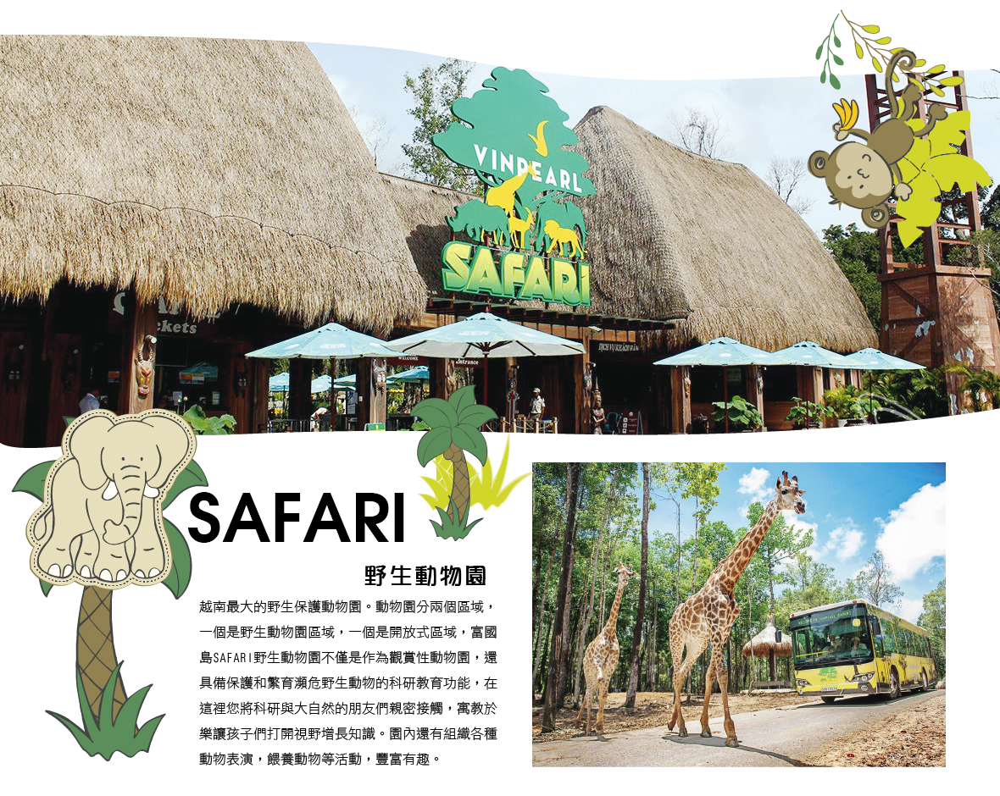 VINPEARL
SAFARI
ckets
WELCOME
Entrance
SAFARI
野生動物園
越南最大的野生保護動物園。動物園分兩個區域，
一個是野生動物園區域，一個是開放式區域，富國
島SAFARI野生動物園不僅是作為觀賞性動物園，還
具備保護和繁育瀕危野生動物的科研教育功能，在
這裡您將科研與大自然的朋友們親密接觸，寓教於
樂讓孩子們打開視野增長知識。園內還有組織各種
動物表演，餵養動物等活動，豐富有趣。